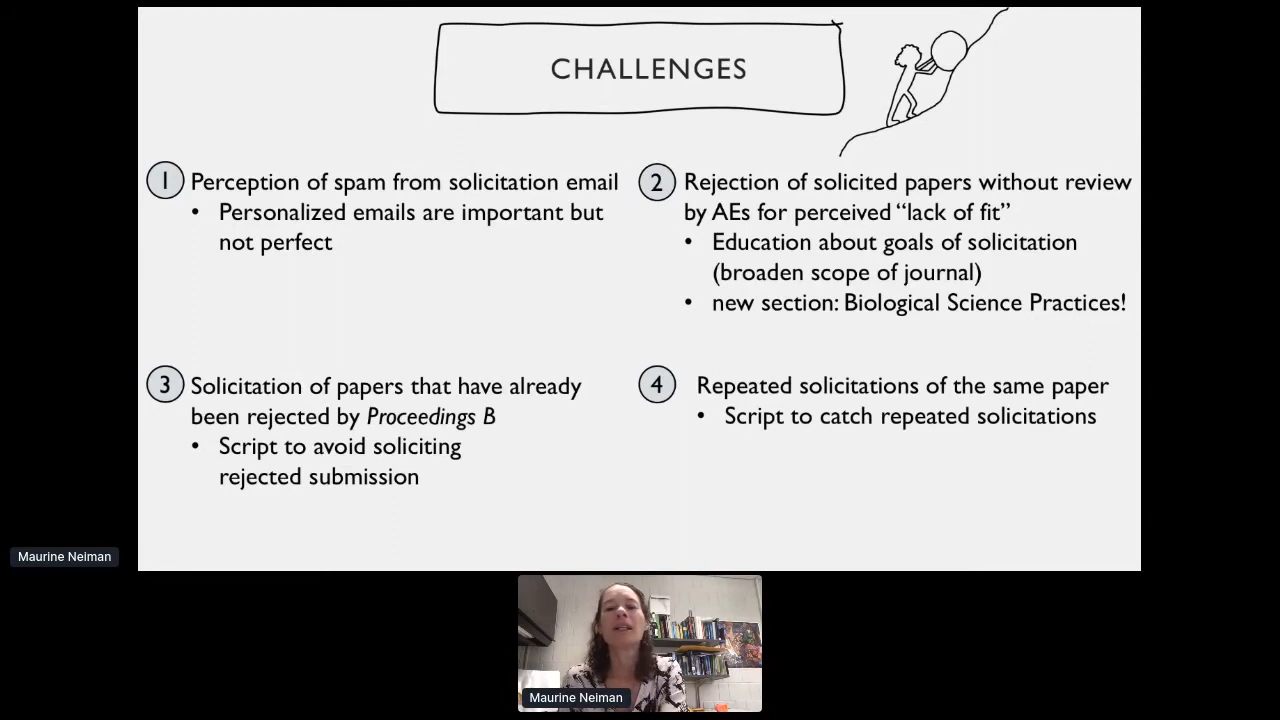 CHALLENGES
1
Perception of spam from solicitation email
• Personalized emails are important but
not perfect
2
Rejection of solicited papers without review
by AEs for perceived “lack of fit”
• Education about goals of solicitation
(broaden scope of journal)
• new section: Biological Science Practices!
3
Solicitation of papers that have already
been rejected by Proceedings B
• Script to avoid soliciting
rejected submission
4
Repeated solicitations of the same paper
• Script to catch repeated solicitations
Maurine Neiman
Maurine Neiman